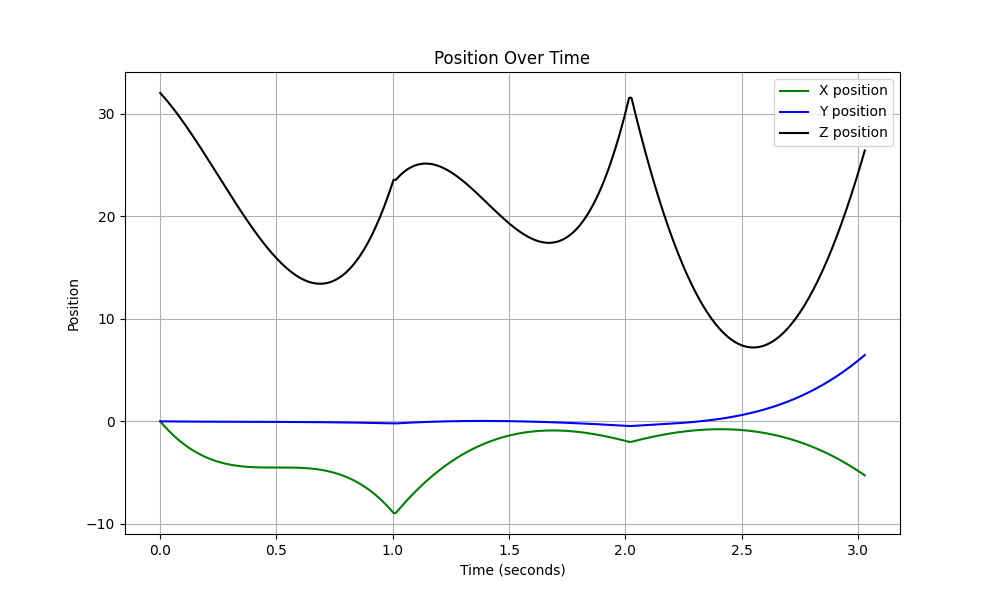 Position Over Time
X position
Y position
Z position
30
20
10
0
−10
Position
0.0 0.5 1.0 1.5 2.0 2.5 3.0
Time (seconds)